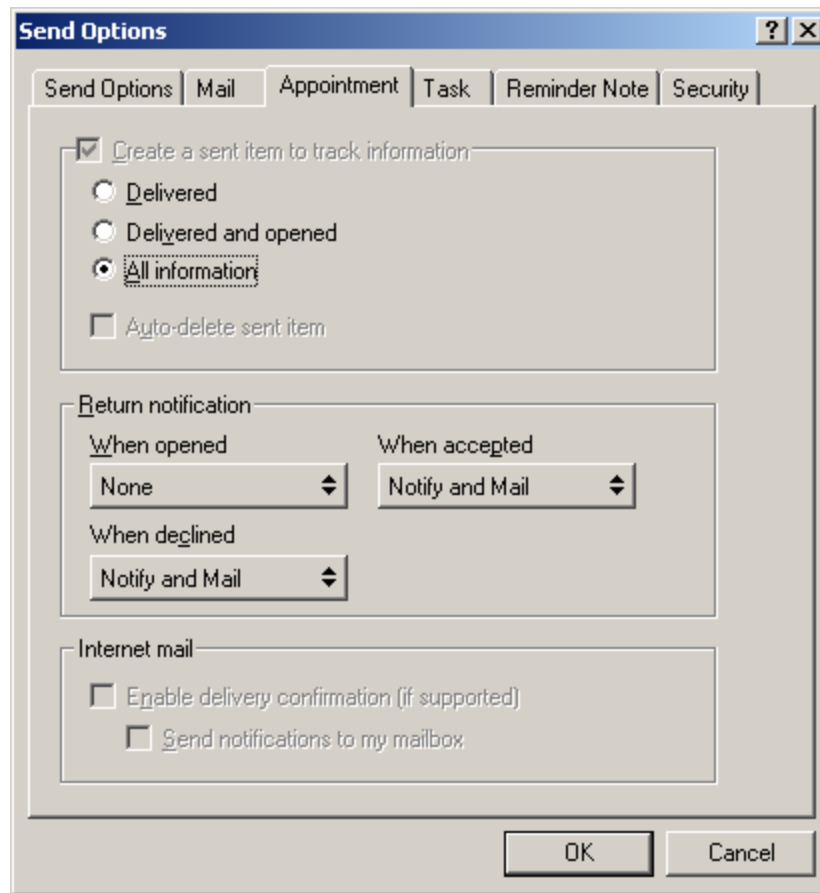 Send Options
Send Options Mail Appointment Task Reminder Note Security
Create a sent item to track information
Delivered
Delivered and opened
All information
Auto-delete sent item
Return notification
When opened When accepted
None Notify and Mail
When declined
Notify and Mail
Internet mail
Enable delivery confirmation (if supported)
Send notifications to my mailbox
OK Cancel